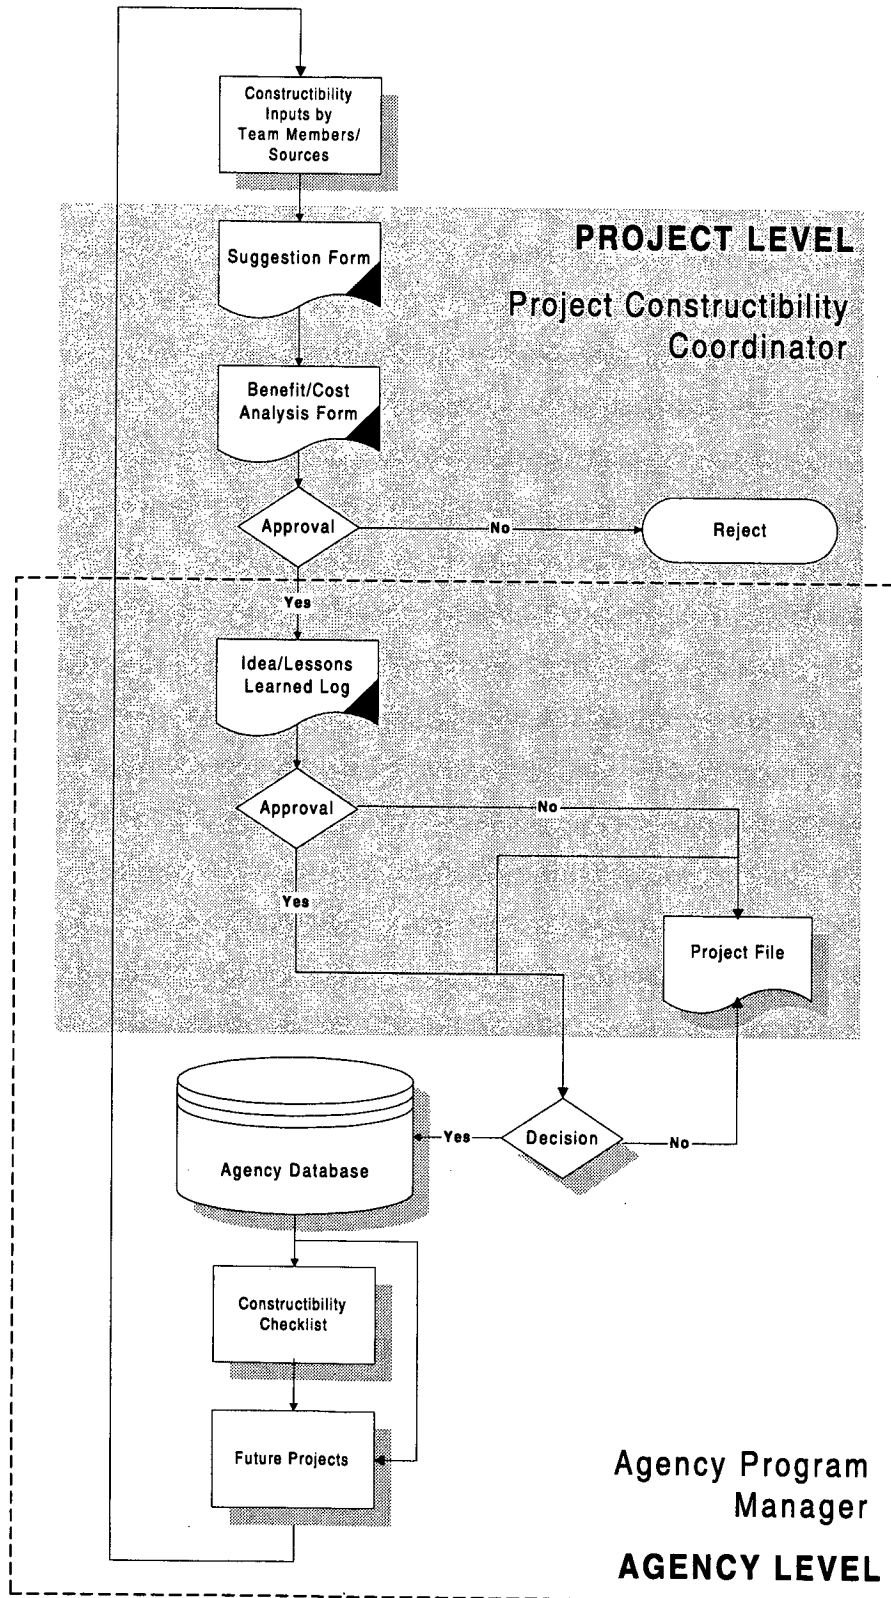 Constructibility
Inputs by
Team Members/
Sources
PROJECT LEVEL
Suggestion Form
Project Constructibility
Coordinator
Benefit/Cost
Analysis Form
Approval
No
Reject
Yes
Idea/Lessons
Learned Log
Approval
No
Yes
Project File
Decision
Yes
No
Agency Database
Constructibility
Checklist
Future Projects
Agency Program
Manager
AGENCY LEVEL